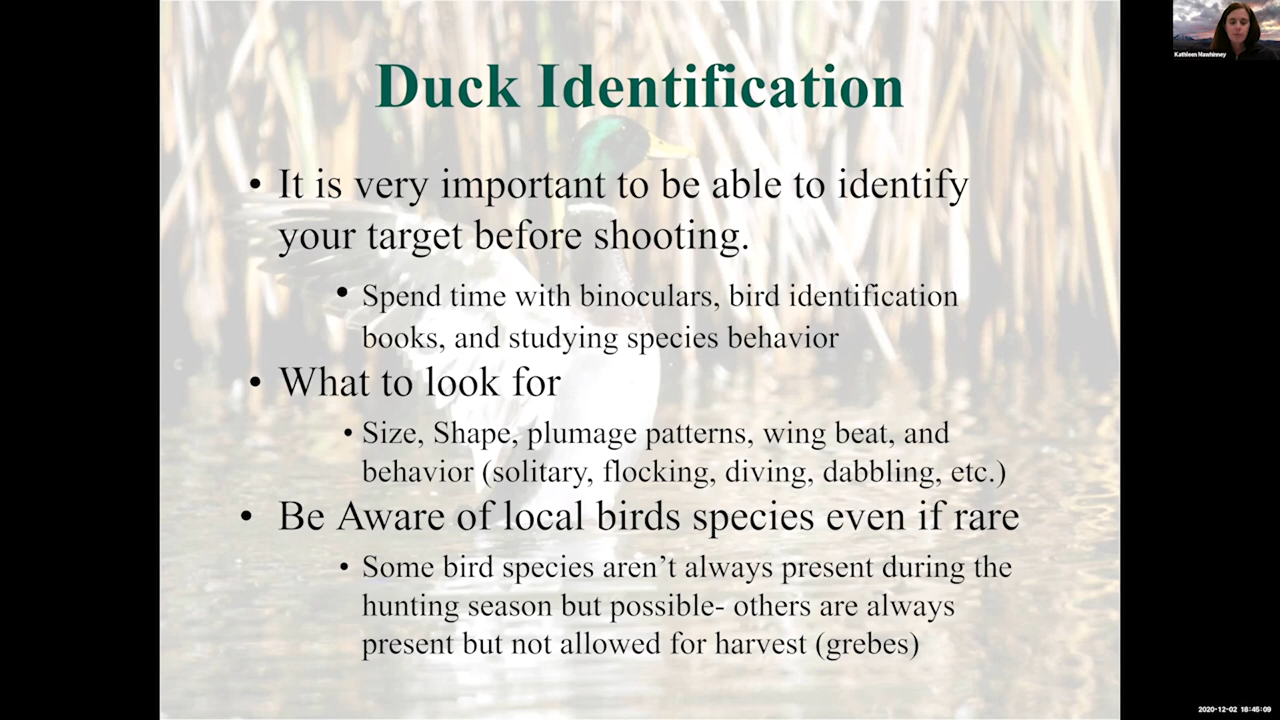 Duck Identification
• It is very important to be able to identify
your target before shooting.
• Spend time with binoculars, bird identification
books, and studying species behavior
• What to look for
• Size, Shape, plumage patterns, wing beat, and
behavior (solitary, flocking, diving, dabbling, etc.)
• Be Aware of local birds species even if rare
• Some bird species aren’t always present during the
hunting season but possible- others are always
present but not allowed for harvest (grebes)
Kathleen Mawhinney
2020-12-02 18:45:09